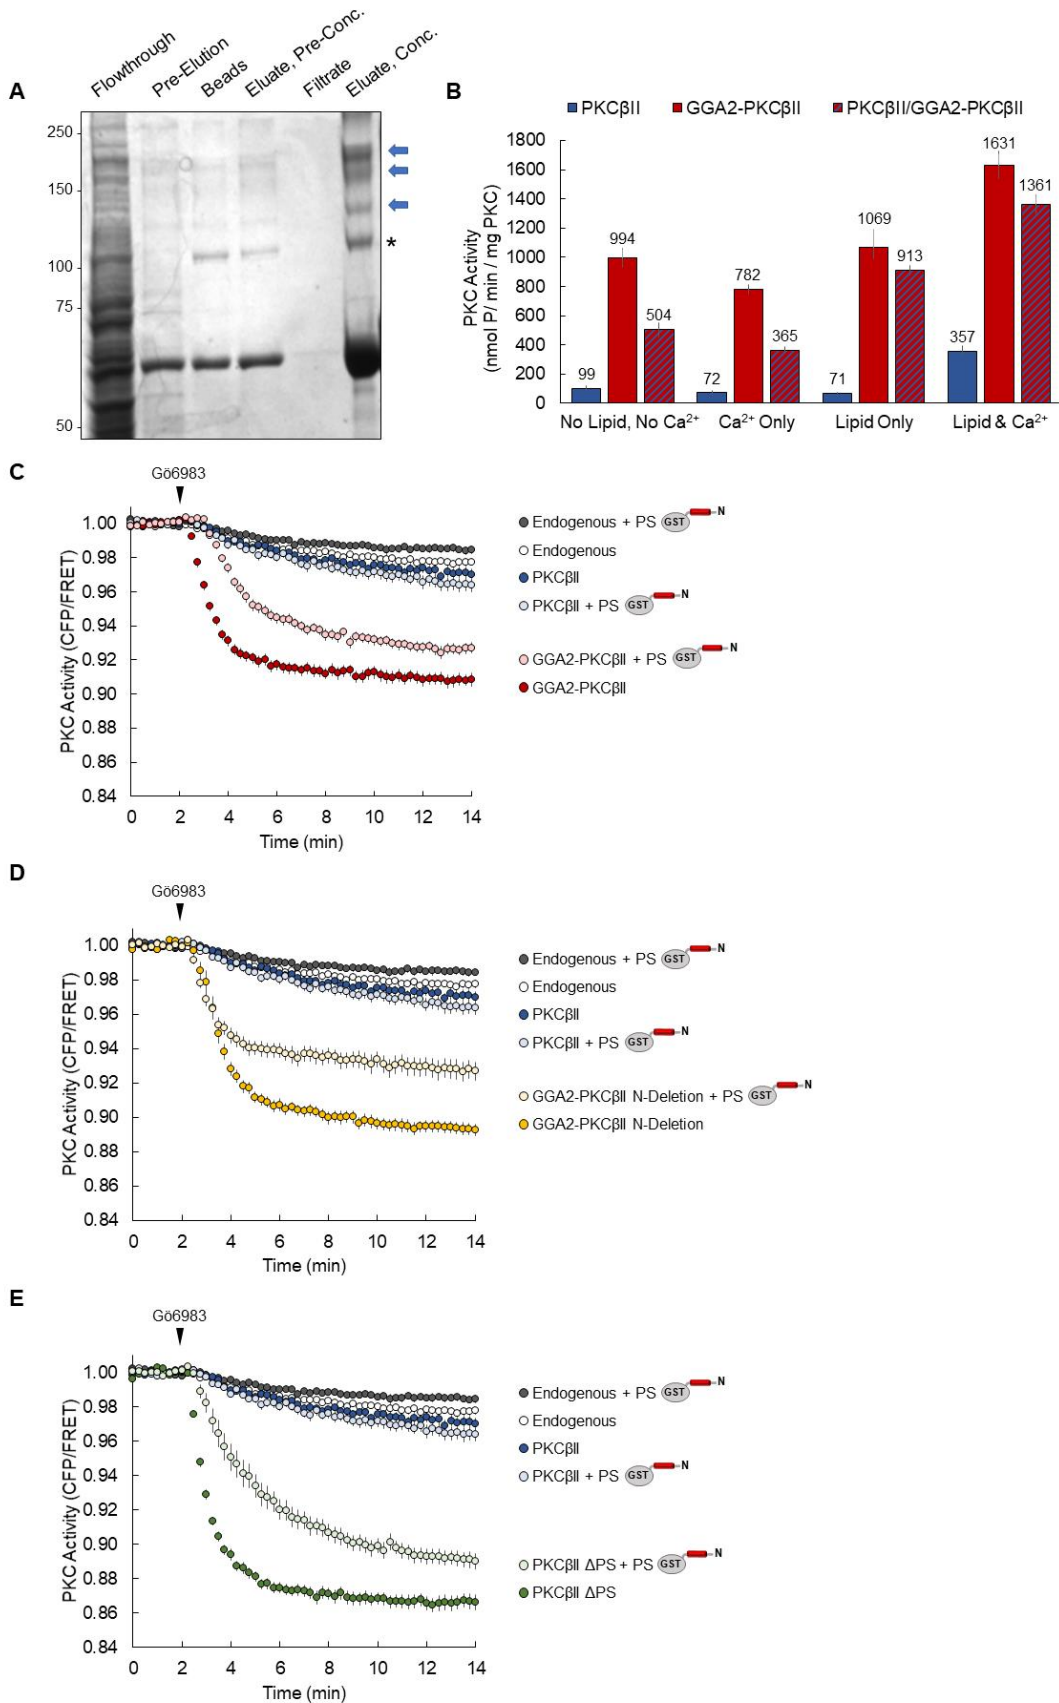 A
Flowthrough
Pre-Elution
Beads
Eluate, Pre-Conc.
Filtrate
Eluate, Conc.
250
150
100
75
50
*
B
PKCβII
GGA2-PKCβII
PKCβII/GGA2-PKCβII
PKC Activity
(nmol P/ min / mg PKC)
1800
1600
1400
1200
1000
800
600
400
200
0
99
994
504
72
782
365
71
1069
913
357
1631
1361
No Lipid, No Ca²⁺
Ca²⁺ Only
Lipid Only
Lipid & Ca²⁺
C
Gö6983
PKC Activity (CFP/FRET)
1.00
0.98
0.96
0.94
0.92
0.90
0.88
0.86
0.84
0 2 4 6 8 10 12 14
Time (min)
Endogenous + PS GST N
Endogenous
PKCβII
PKCβII + PS GST N
GGA2-PKCβII + PS GST N
GGA2-PKCβII
D
Gö6983
PKC Activity (CFP/FRET)
1.00
0.98
0.96
0.94
0.92
0.90
0.88
0.86
0.84
0 2 4 6 8 10 12 14
Time (min)
Endogenous + PS GST N
Endogenous
PKCβII
PKCβII + PS GST N
GGA2-PKCβII N-Deletion + PS GST N
GGA2-PKCβII N-Deletion
E
Gö6983
PKC Activity (CFP/FRET)
1.00
0.98
0.96
0.94
0.92
0.90
0.88
0.86
0.84
0 2 4 6 8 10 12 14
Time (min)
Endogenous + PS GST N
Endogenous
PKCβII
PKCβII + PS GST N
PKCβII ΔPS + PS GST N
PKCβII ΔPS